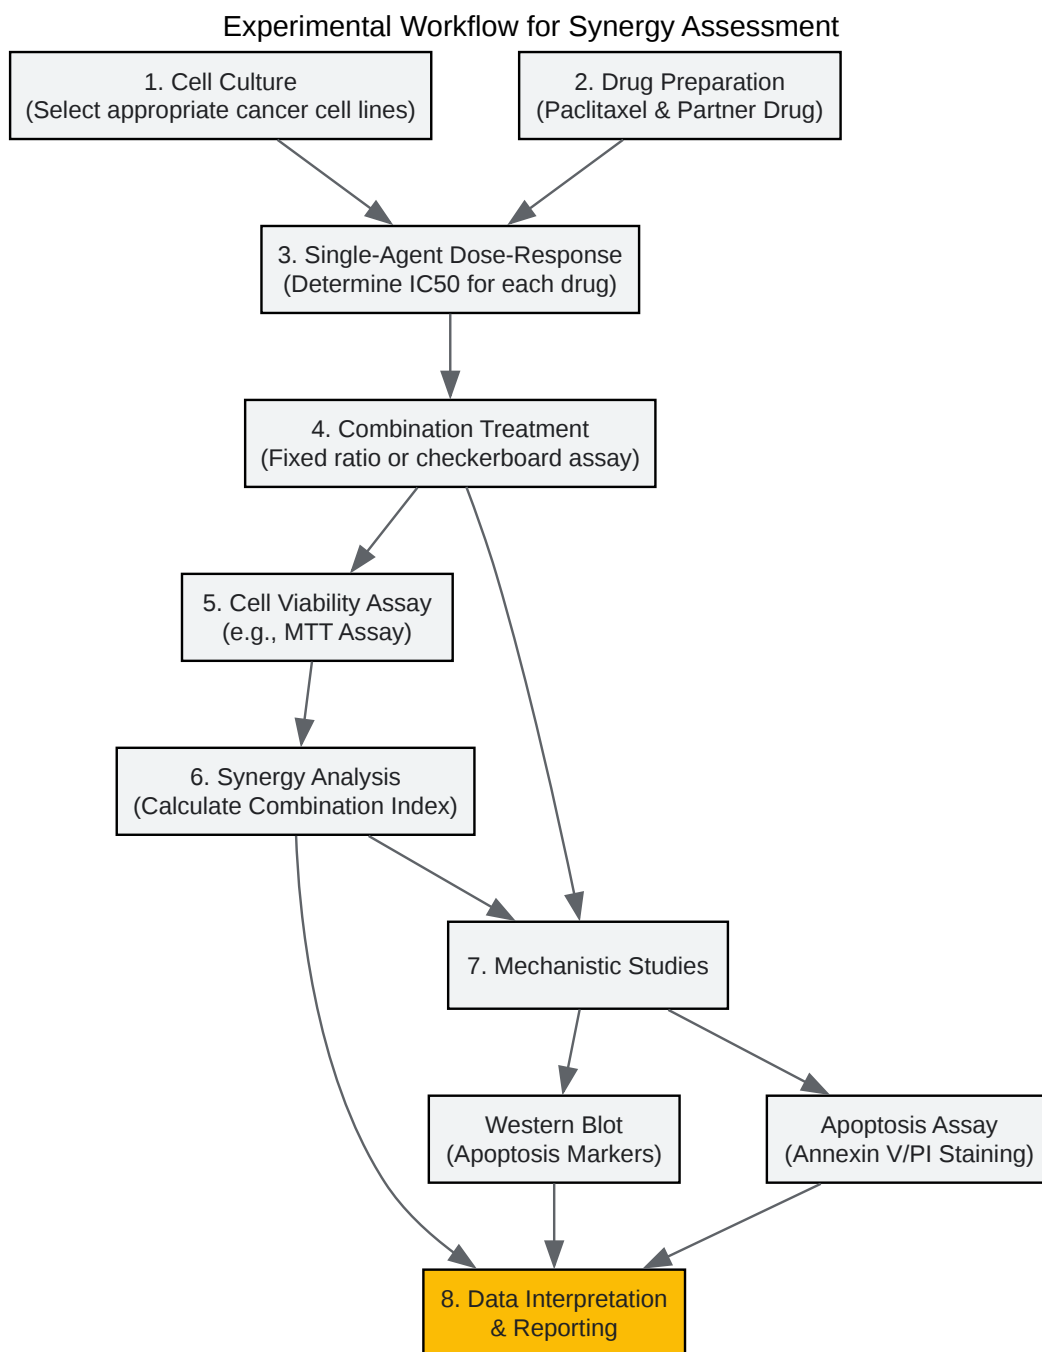 Experimental Workflow for Synergy Assessment
1. Cell Culture
(Select appropriate cancer cell lines)
2. Drug Preparation
(Paclitaxel & Partner Drug)
3. Single-Agent Dose-Response
(Determine IC50 for each drug)
4. Combination Treatment
(Fixed ratio or checkerboard assay)
5. Cell Viability Assay
(e.g., MTT Assay)
6. Synergy Analysis
(Calculate Combination Index)
7. Mechanistic Studies
Western Blot
(Apoptosis Markers)
Apoptosis Assay
(Annexin V/PI Staining)
8. Data Interpretation
& Reporting